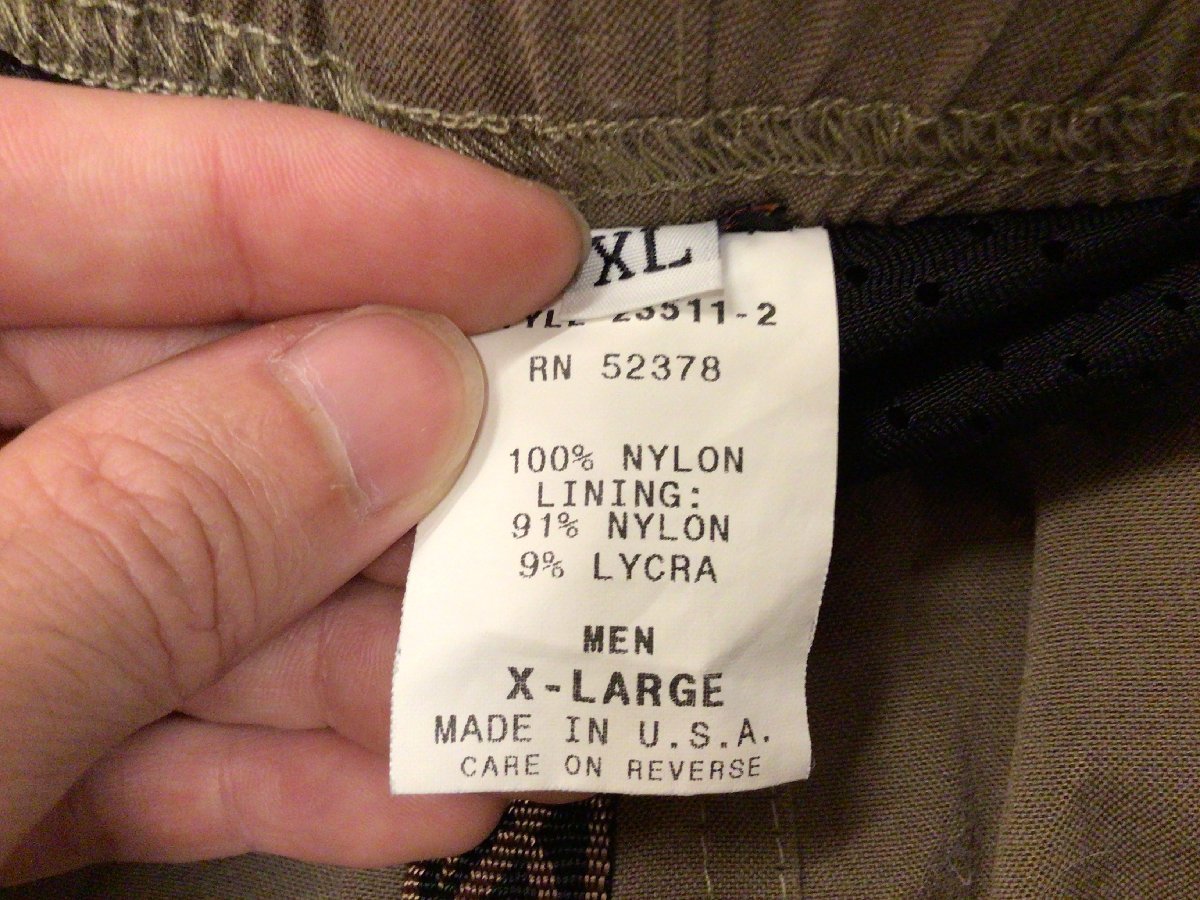 XL
RN 52378
100% NYLON
LINING:
91% NYLON
9% LYCRA
MEN
X-LARGE
MADE IN U.S.A.
CARE ON REVERSE